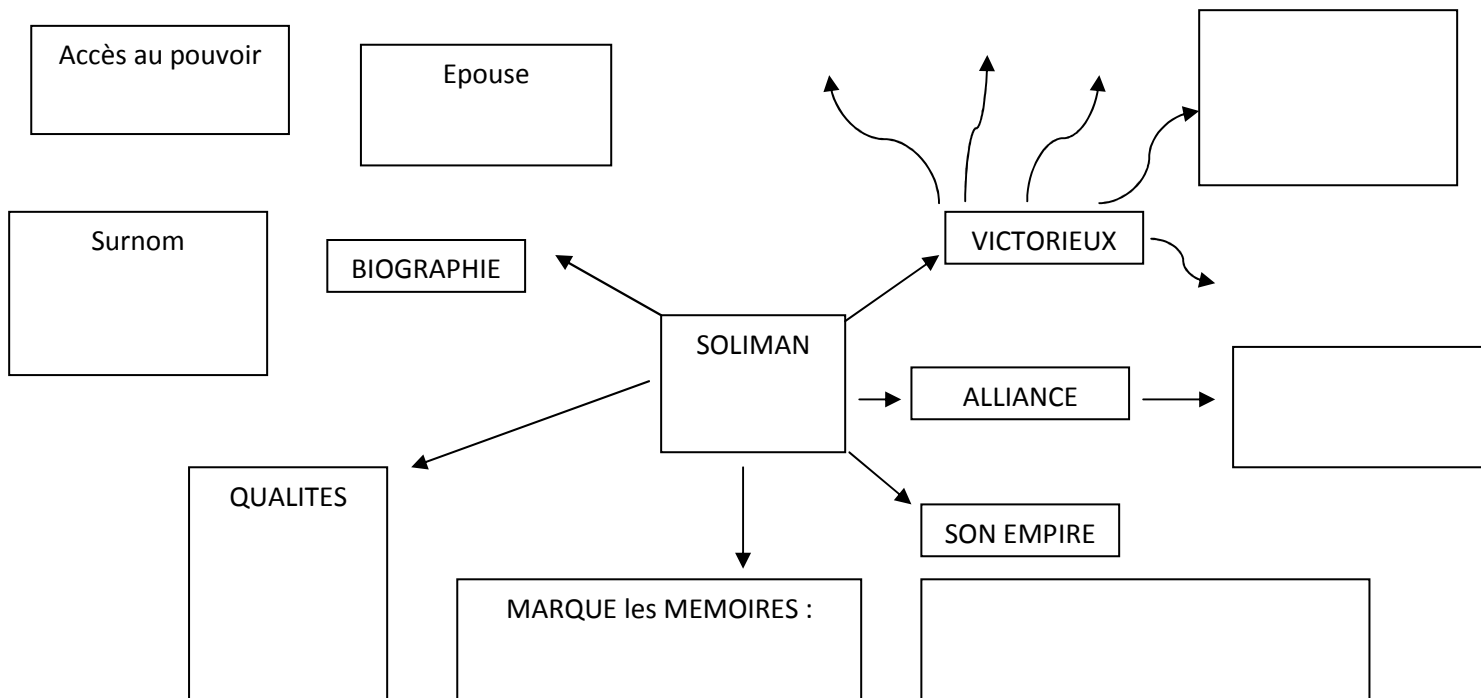 Accès au pouvoir
Epouse
Surnom
BIOGRAPHIE
VICTORIEUX
SOLIMAN
ALLIANCE
QUALITES
SON EMPIRE
MARQUE les MEMOIRES :